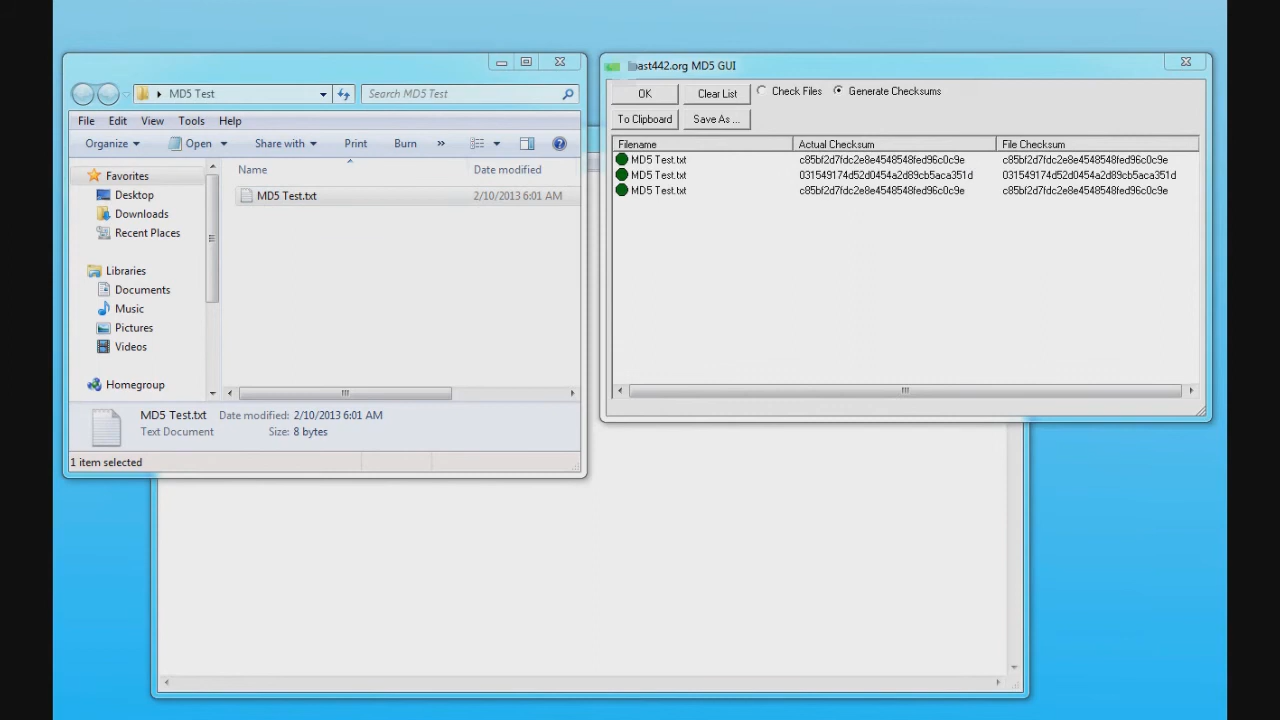 MD5 Test
Search MD5 Test
File Edit View Tools Help
Organize Open Share with Print Burn »
Favorites
Desktop
Downloads
Recent Places
Libraries
Documents
Music
Pictures
Videos
Homegroup
Name
MD5 Test.txt 2/10/2013 6:01 AM
MD5 Test.txt Date modified: 2/10/2013 6:01 AM
Text Document Size: 8 bytes
1 item selected
toast442.org MD5 GUI
OK Clear List Check Files Generate Checksums
To Clipboard Save As ...
Filename Actual Checksum File Checksum
MD5 Test.txt c85bf2d7fdc2e8e4548548fed96c0c9e c85bf2d7fdc2e8e4548548fed96c0c9e
MD5 Test.txt 031549174d52d0454a2d89cb5aca351d 031549174d52d0454a2d89cb5aca351d
MD5 Test.txt c85bf2d7fdc2e8e4548548fed96c0c9e c85bf2d7fdc2e8e4548548fed96c0c9e